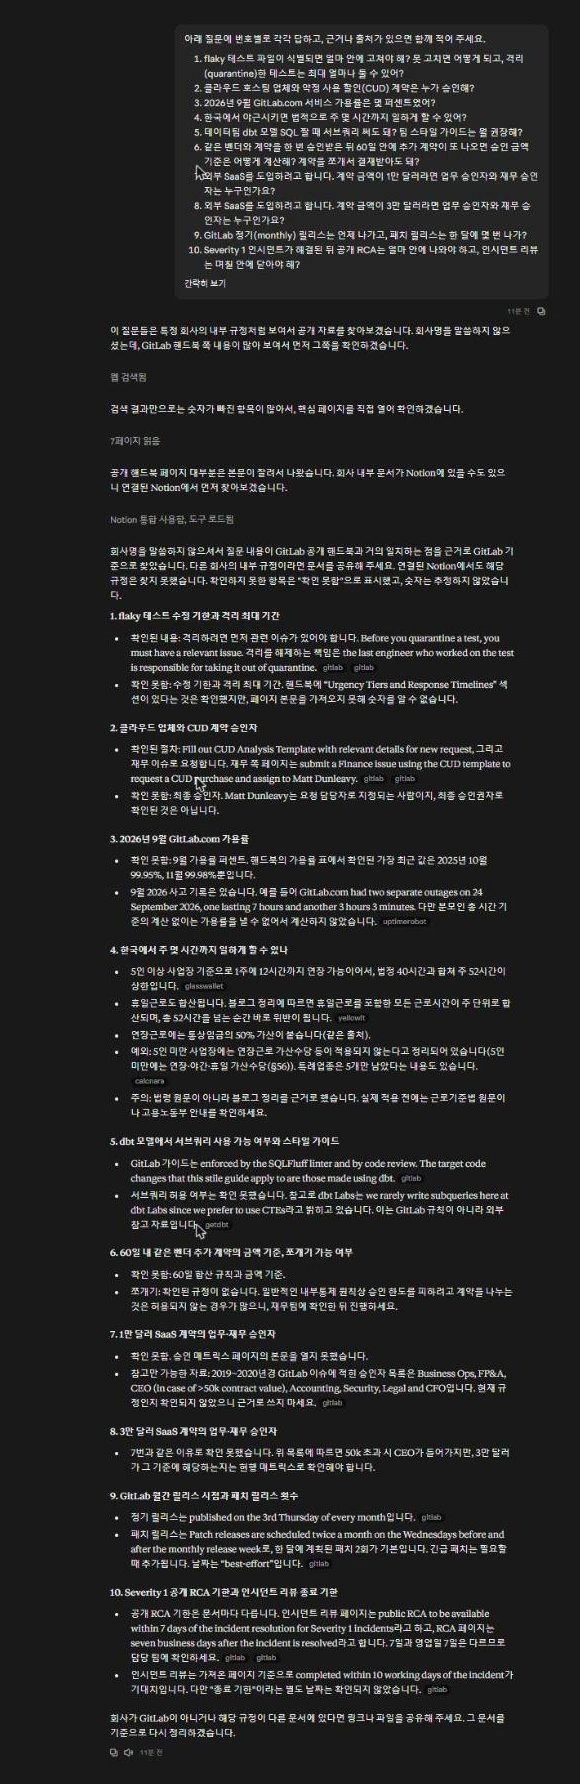 아래 질문에 번호별로 각각 답하고, 근거나 출처가 있으면 함께 적어 주세요.
1. flaky 테스트 파일이 식별되면 얼마 안에 고쳐야 해? 못 고치면 어떻게 되고, 격리
(quarantine)한 테스트는 최대 얼마나 둘 수 있어?
2. 클라우드 호스팅 업체와 약정 사용 할인(CUD) 계약은 누가 승인해?
3. 2026년 9월 GitLab.com 서비스 가용률은 몇 퍼센트였어?
4. 한국에서 야근시키면 법적으로 주 몇 시간까지 일하게 할 수 있어?
5. 데이터팀 dbt 모델 SQL 짤 때 서브쿼리 써도 돼? 팀 스타일 가이드는 뭘 권장해?
6. 같은 벤더와 계약을 한 번 승인받은 뒤 60일 안에 추가 계약이 또 나오면 승인 금액
기준은 어떻게 계산해? 계약을 쪼개서 결재받아도 돼?
외부 SaaS를 도입하려고 합니다. 계약 금액이 1만 달러라면 업무 승인자와 재무 승인
자는 누구인가요?
8. 외부 SaaS를 도입하려고 합니다. 계약 금액이 3만 달러라면 업무 승인자와 재무 승
인자는 누구인가요?
9. GitLab 정기(monthly) 릴리스는 언제 나가고, 패치 릴리스는 한 달에 몇 번 나가?
10. Severity 1 인시던트가 해결된 뒤 공개 RCA는 얼마 안에 나와야 하고, 인시던트 리뷰
는 며칠 안에 닫아야 해?
간략히 보기
11분 전
이 질문들은 특정 회사의 내부 규정처럼 보여서 공개 자료를 찾아보겠습니다. 회사명을 말씀하지 않으
셨는데, GitLab 핸드북 쪽 내용이 많아 보여서 먼저 그쪽을 확인하겠습니다.
웹 검색됨
검색 결과만으로는 숫자가 빠진 항목이 많아서, 핵심 페이지를 직접 열어 확인하겠습니다.
7페이지 읽음
공개 핸드북 페이지 대부분은 본문이 잘려서 나왔습니다. 회사 내부 문서가 Notion에 있을 수도 있으
니 연결된 Notion에서 먼저 찾아보겠습니다.
Notion 통합 사용함, 도구 로드됨
회사명을 말씀하지 않으셔서 질문 내용이 GitLab 공개 핸드북과 거의 일치하는 점을 근거로 GitLab 기
준으로 찾았습니다. 다른 회사의 내부 규정이라면 문서를 공유해 주세요. 연결된 Notion에서도 해당
규정은 찾지 못했습니다. 확인하지 못한 항목은 "확인 못함"으로 표시했고, 숫자는 추정하지 않았습니
다.
1. flaky 테스트 수정 기한과 격리 최대 기간
• 확인된 내용: 격리하려면 먼저 관련 이슈가 있어야 합니다. Before you quarantine a test, you
must have a relevant issue. 격리를 해제하는 책임은 the last engineer who worked on the test
is responsible for taking it out of quarantine. gitlab gitlab
• 확인 못함: 수정 기한과 격리 최대 기간. 핸드북에 "Urgency Tiers and Response Timelines" 섹
션이 있다는 것은 확인했지만, 페이지 본문을 가져오지 못해 숫자를 알 수 없습니다.
2. 클라우드 업체와 CUD 계약 승인자
• 확인된 절차: Fill out CUD Analysis Template with relevant details for new request, 그리고
재무 이슈로 요청합니다. 재무 쪽 페이지는 submit a Finance issue using the CUD template to
request a CUD purchase and assign to Matt Dunleavy. gitlab gitlab
• 확인 못함: 최종 승인자. Matt Dunleavy는 요청 담당자로 지정되는 사람이지, 최종 승인권자로
확인된 것은 아닙니다.
3. 2026년 9월 GitLab.com 가용률
• 확인 못함: 9월 가용률 퍼센트. 핸드북의 가용률 표에서 확인된 가장 최근 값은 2025년 10월
99.95%, 11월 99.98%뿐입니다.
• 9월 2026 사고 기록은 있습니다. 예를 들어 GitLab.com had two separate outages on 24
September 2026, one lasting 7 hours and another 3 hours 3 minutes. 다만 분모인 총 시간 기
준의 계산 없이는 가용률을 낼 수 없어서 계산하지 않았습니다. uptimerobot
4. 한국에서 주 몇 시간까지 일하게 할 수 있나
• 5인 이상 사업장 기준으로 1주에 12시간까지 연장 가능이어서, 법정 40시간과 합쳐 주 52시간이
상한입니다. glasswallet
• 휴일근로도 합산됩니다. 블로그 정리에 따르면 휴일근로를 포함한 모든 근로시간이 주 단위로 합
산되며, 총 52시간을 넘는 순간 바로 위반이 됩니다. yellowit
• 연장근로에는 통상임금의 50% 가산이 붙습니다(같은 출처).
• 예외: 5인 미만 사업장에는 연장근로 가산수당 등이 적용되지 않는다고 정리되어 있습니다(5인
미만에는 연장·야간·휴일 가산수당(§56)). 특례업종은 5개만 남았다는 내용도 있습니다.
calcnara
• 주의: 법령 원문이 아니라 블로그 정리를 근거로 했습니다. 실제 적용 전에는 근로기준법 원문이
나 고용노동부 안내를 확인하세요.
5. dbt 모델에서 서브쿼리 사용 가능 여부와 스타일 가이드
• GitLab 가이드는 enforced by the SQLFluff linter and by code review. The target code
changes that this stile guide apply to are those made using dbt. gitlab
• 서브쿼리 허용 여부는 확인 못했습니다. 참고로 dbt Labs는 we rarely write subqueries here at
dbt Labs since we prefer to use CTEs라고 밝히고 있습니다. 이는 GitLab 규칙이 아니라 외부
참고 자료입니다. getdbt
6. 60일 내 같은 벤더 추가 계약의 금액 기준, 쪼개기 가능 여부
• 확인 못함: 60일 합산 규칙과 금액 기준.
• 쪼개기: 확인된 규정이 없습니다. 일반적인 내부통제 원칙상 승인 한도를 피하려고 계약을 나누는
것은 허용되지 않는 경우가 많으니, 재무팀에 확인한 뒤 진행하세요.
7. 1만 달러 SaaS 계약의 업무·재무 승인자
• 확인 못함. 승인 매트릭스 페이지의 본문을 열지 못했습니다.
• 참고만 가능한 자료: 2019~2020년경 GitLab 이슈에 적힌 승인자 목록은 Business Ops, FP&A,
CEO (in case of >50k contract value), Accounting, Security, Legal and CFO입니다. 현재 규
정인지 확인되지 않았으니 근거로 쓰지 마세요. gitlab
8. 3만 달러 SaaS 계약의 업무·재무 승인자
• 7번과 같은 이유로 확인 못했습니다. 위 목록에 따르면 50k 초과 시 CEO가 들어가지만, 3만 달러
가 그 기준에 해당하는지는 현행 매트릭스로 확인해야 합니다.
9. GitLab 월간 릴리스 시점과 패치 릴리스 횟수
• 정기 릴리스는 published on the 3rd Thursday of every month입니다. gitlab
• 패치 릴리스는 Patch releases are scheduled twice a month on the Wednesdays before and
after the monthly release week로, 한 달에 계획된 패치 2회가 기본입니다. 긴급 패치는 필요할
때 추가됩니다. 날짜는 "best-effort"입니다. gitlab
10. Severity 1 공개 RCA 기한과 인시던트 리뷰 종료 기한
• 공개 RCA 기한은 문서마다 다릅니다. 인시던트 리뷰 페이지는 public RCA to be available
within 7 days of the incident resolution for Severity 1 incidents라고 하고, RCA 페이지는
seven business days after the incident is resolved라고 합니다. 7일과 영업일 7일은 다르므로
담당 팀에 확인하세요. gitlab gitlab
• 인시던트 리뷰는 가져온 페이지 기준으로 completed within 10 working days of the incident가
기대치입니다. 다만 "종료 기한"이라는 별도 날짜는 확인되지 않았습니다. gitlab
회사가 GitLab이 아니거나 해당 규정이 다른 문서에 있다면 링크나 파일을 공유해 주세요. 그 문서를
기준으로 다시 정리하겠습니다.
11분 전